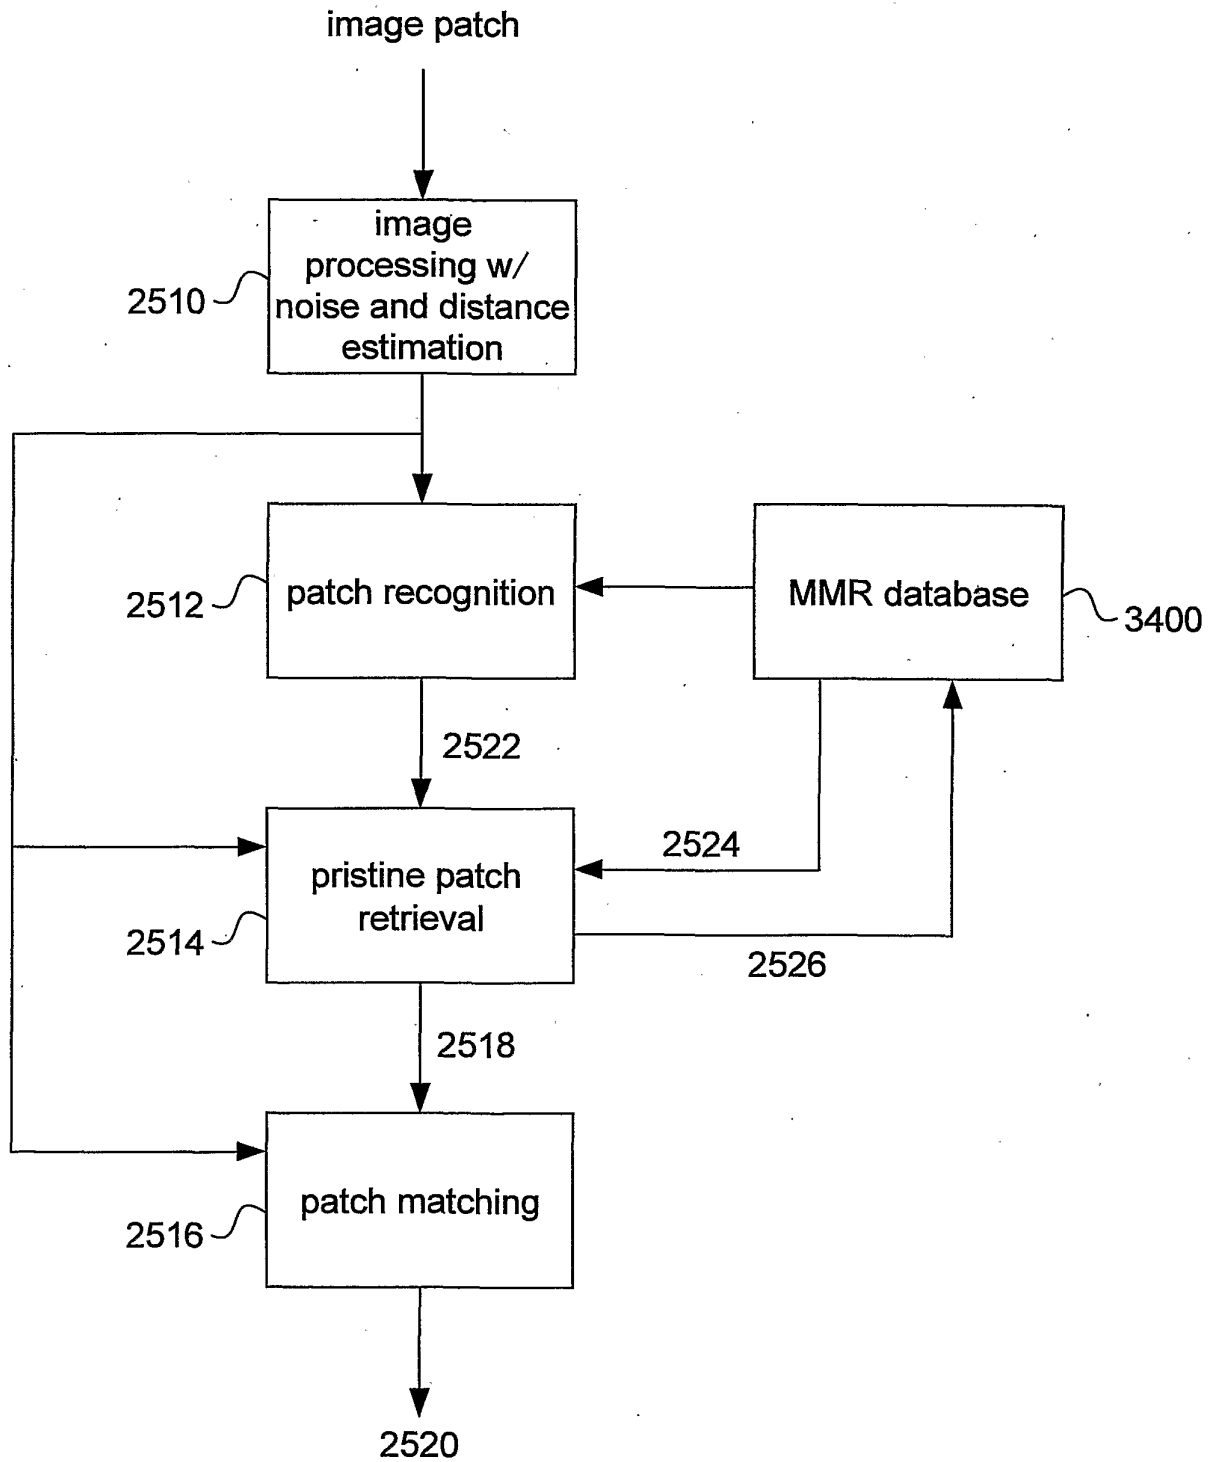 image patch
image
processing w/
noise and distance
estimation
2510
patch recognition
2512
MMR database
3400
2522
pristine patch
retrieval
2514
2524
2526
2518
patch matching
2516
2520